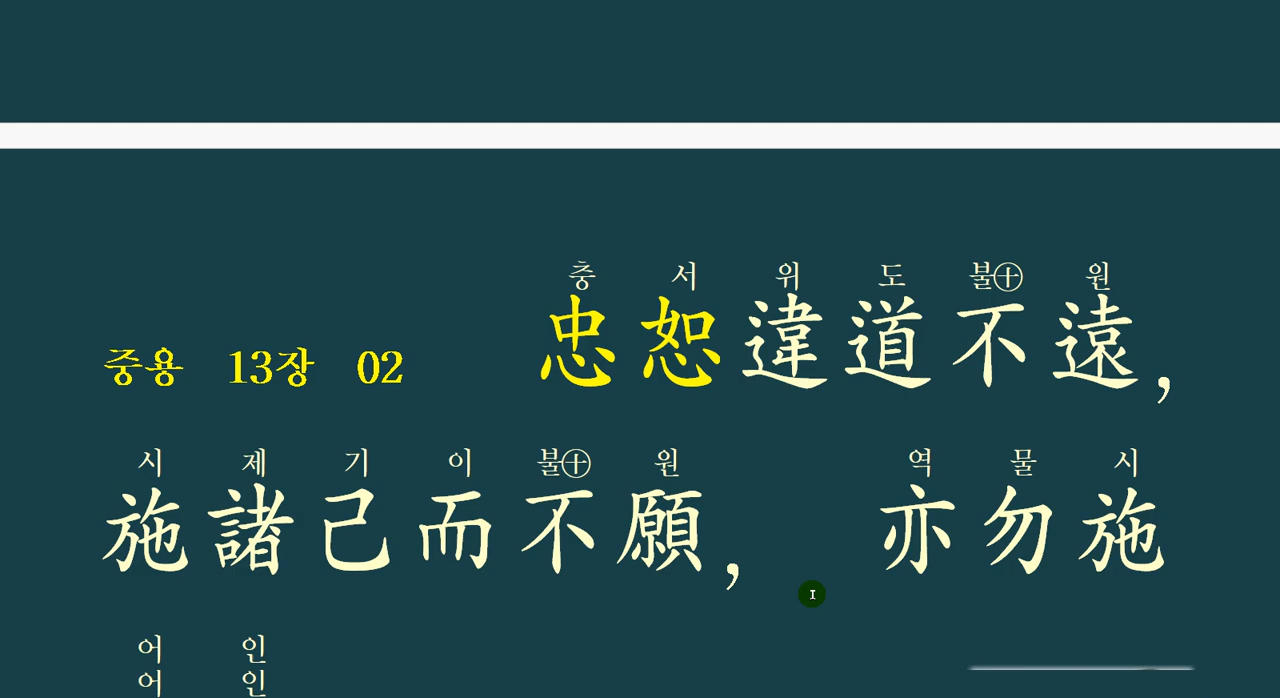 충 서 위 도 불㊉ 원
중용 13장 02 忠恕違道不遠,
시 제 기 이 불㊉ 원 역 물 시
施諸己而不願, 亦勿施
어 인
어 인